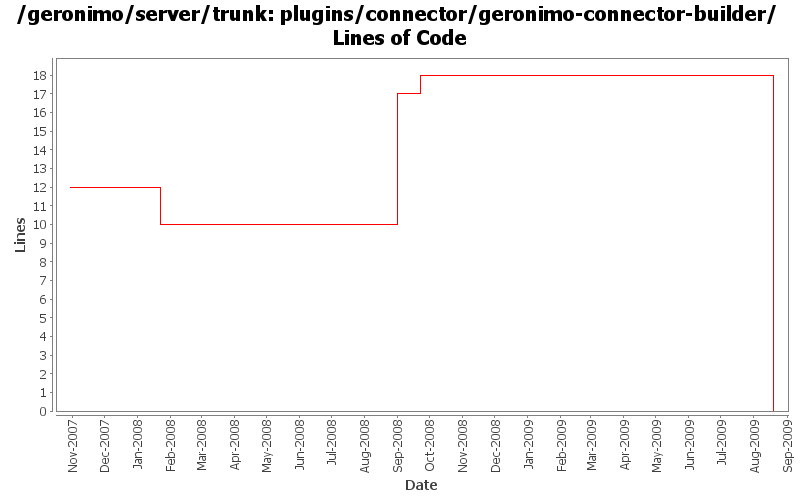 /geronimo/server/trunk: plugins/connector/geronimo-connector-builder/
Lines of Code
18
17
16
15
14
13
12
11
10
9
8
7
6
5
4
3
2
1
0
Lines
Nov-2007
Dec-2007
Jan-2008
Feb-2008
Mar-2008
Apr-2008
May-2008
Jun-2008
Jul-2008
Aug-2008
Sep-2008
Oct-2008
Nov-2008
Dec-2008
Jan-2009
Feb-2009
Mar-2009
Apr-2009
May-2009
Jun-2009
Jul-2009
Aug-2009
Sep-2009
Date